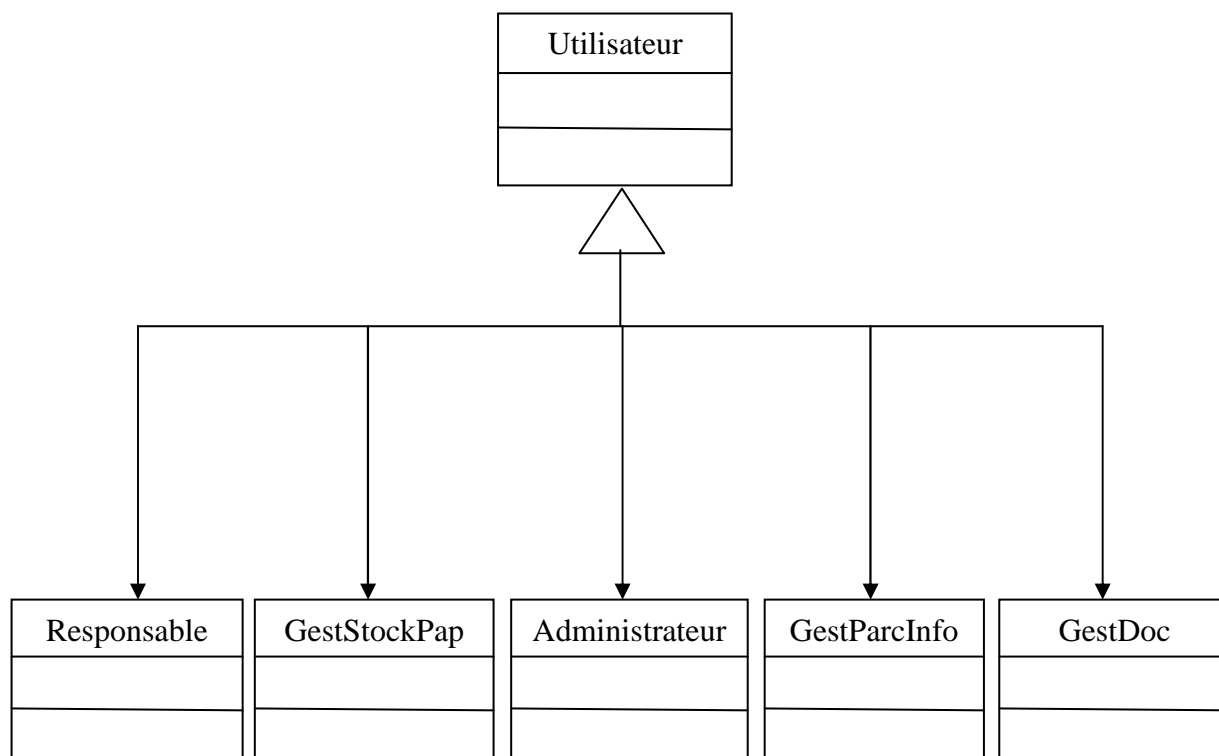 Utilisateur
Responsable
GestStockPap
Administrateur
GestParcInfo
GestDoc